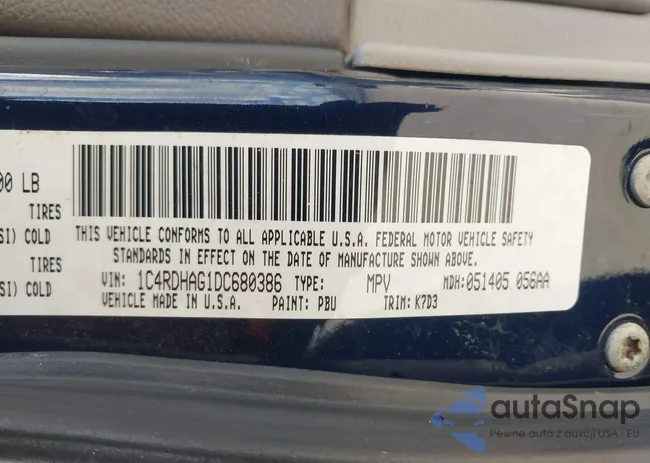 00 LB
TIRES
SI) COLD
TIRES
SI) COLD
THIS VEHICLE CONFORMS TO ALL APPLICABLE U.S.A. FEDERAL MOTOR VEHICLE SAFETY
STANDARDS IN EFFECT ON THE DATE OF MANUFACTURE SHOWN ABOVE.
VIN: 1C4RDHAG1DC680386 TYPE: MPV MDH:051405 056AA
VEHICLE MADE IN U.S.A. PAINT: PBU TRIM: K7D3
autaSnap
Pewne auta z aukcji USA i EU